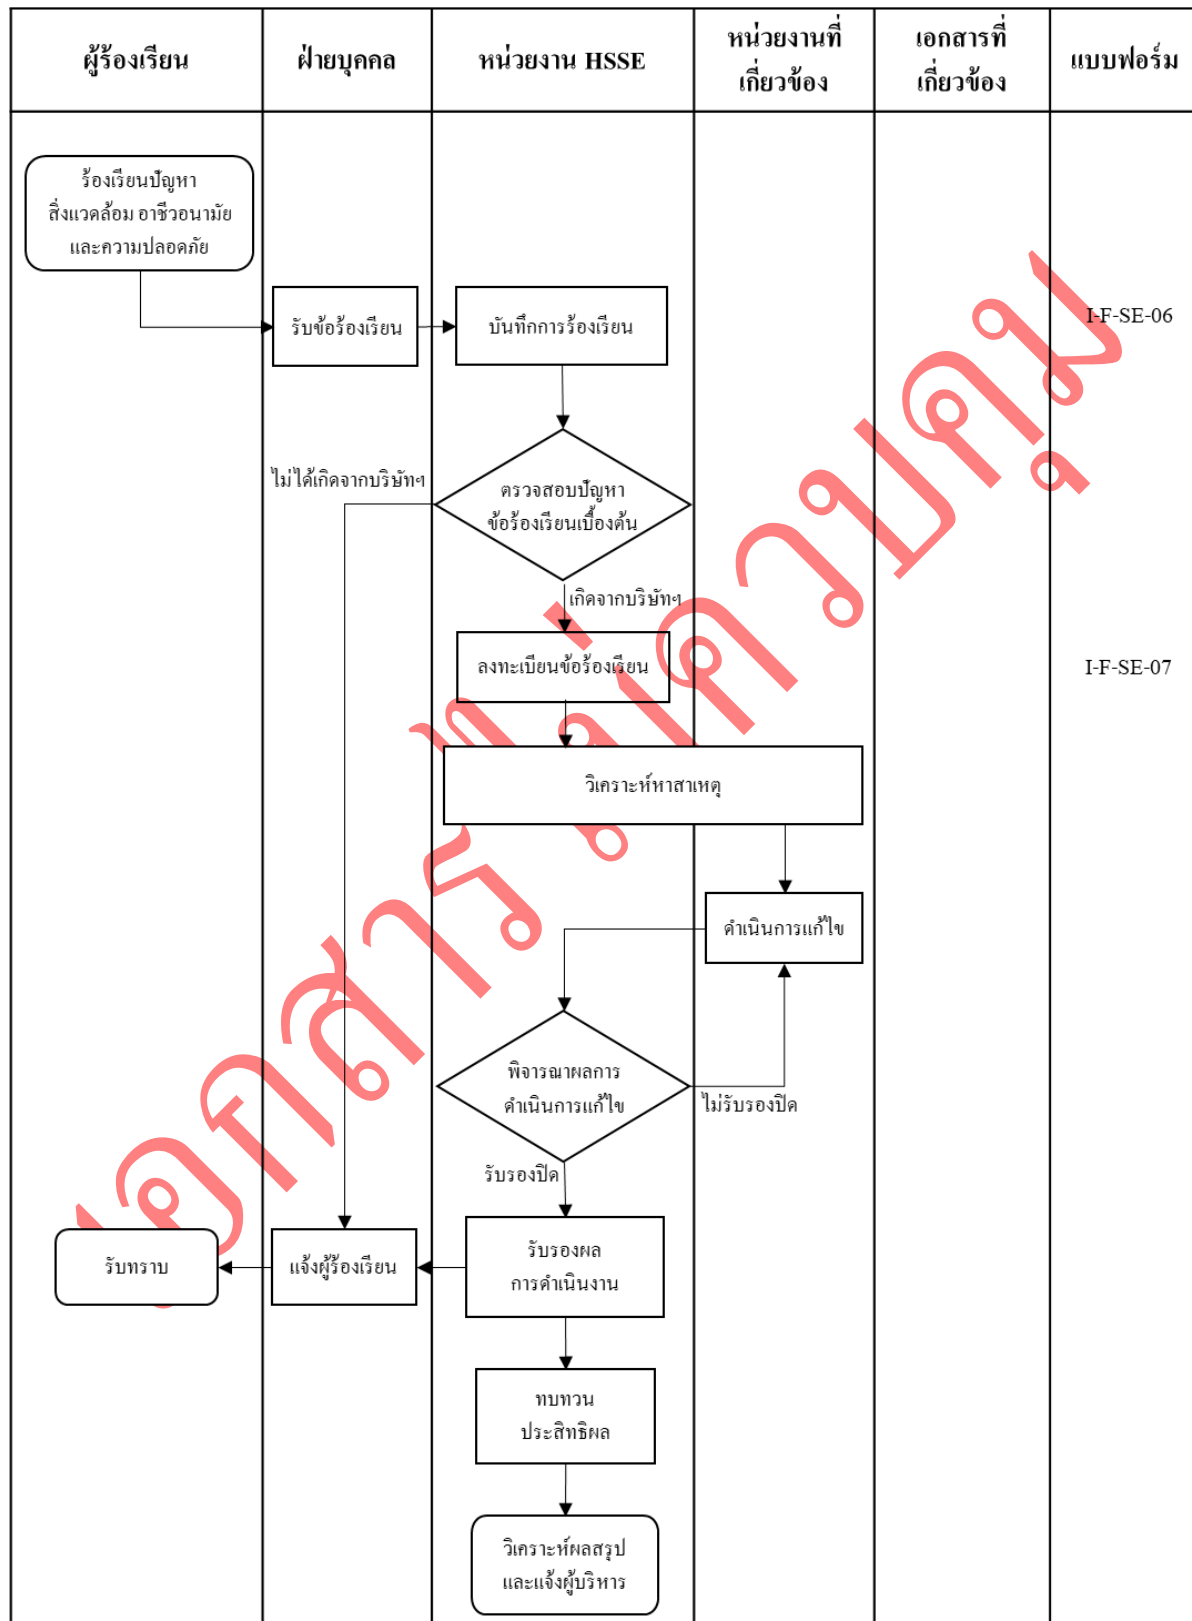 ผู้ร้องเรียน
ฝ่ายบุคคล
หน่วยงาน HSSE
หน่วยงานที่
เกี่ยวข้อง
เอกสารที่
เกี่ยวข้อง
แบบฟอร์ม
ร้องเรียนปัญหา
สิ่งแวดล้อม อาชีวอนามัย
และความปลอดภัย
รับข้อร้องเรียน
บันทึกการร้องเรียน
I-F-SE-06
ไม่ได้เกิดจากบริษัทฯ
ตรวจสอบปัญหา
ข้อร้องเรียนเบื้องต้น
เกิดจากบริษัทฯ
ลงทะเบียนข้อร้องเรียน
I-F-SE-07
วิเคราะห์หาสาเหตุ
ดำเนินการแก้ไข
พิจารณาผลการ
ดำเนินการแก้ไข
ไม่รับรองปิด
รับรองปิด
รับทราบ
แจ้งผู้ร้องเรียน
รับรองผล
การดำเนินงาน
ทบทวน
ประสิทธิผล
วิเคราะห์ผลสรุป
และแจ้งผู้บริหาร